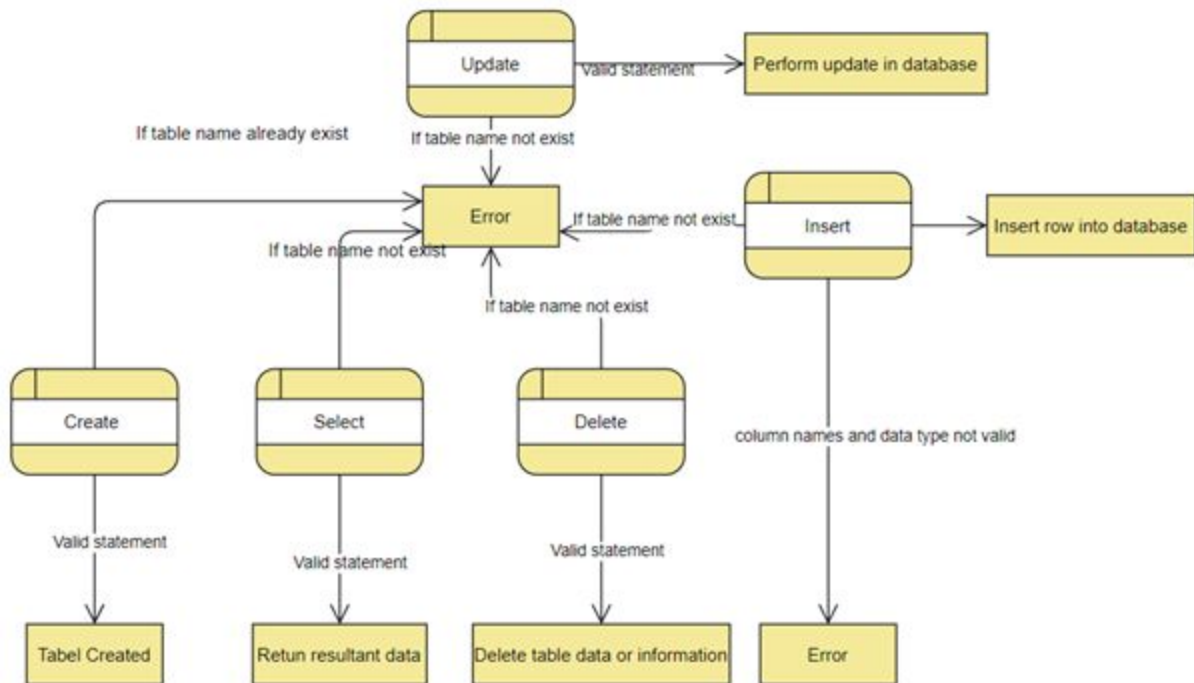 Update
Valid statement
Perform update in database
If table name already exist
If table name not exist
Error
If table name not exist
Insert
Insert row into database
If table name not exist
If table name not exist
Create
Select
Delete
column names and data type not valid
Valid statement
Valid statement
Valid statement
Tabel Created
Retun resultant data
Delete table data or information
Error